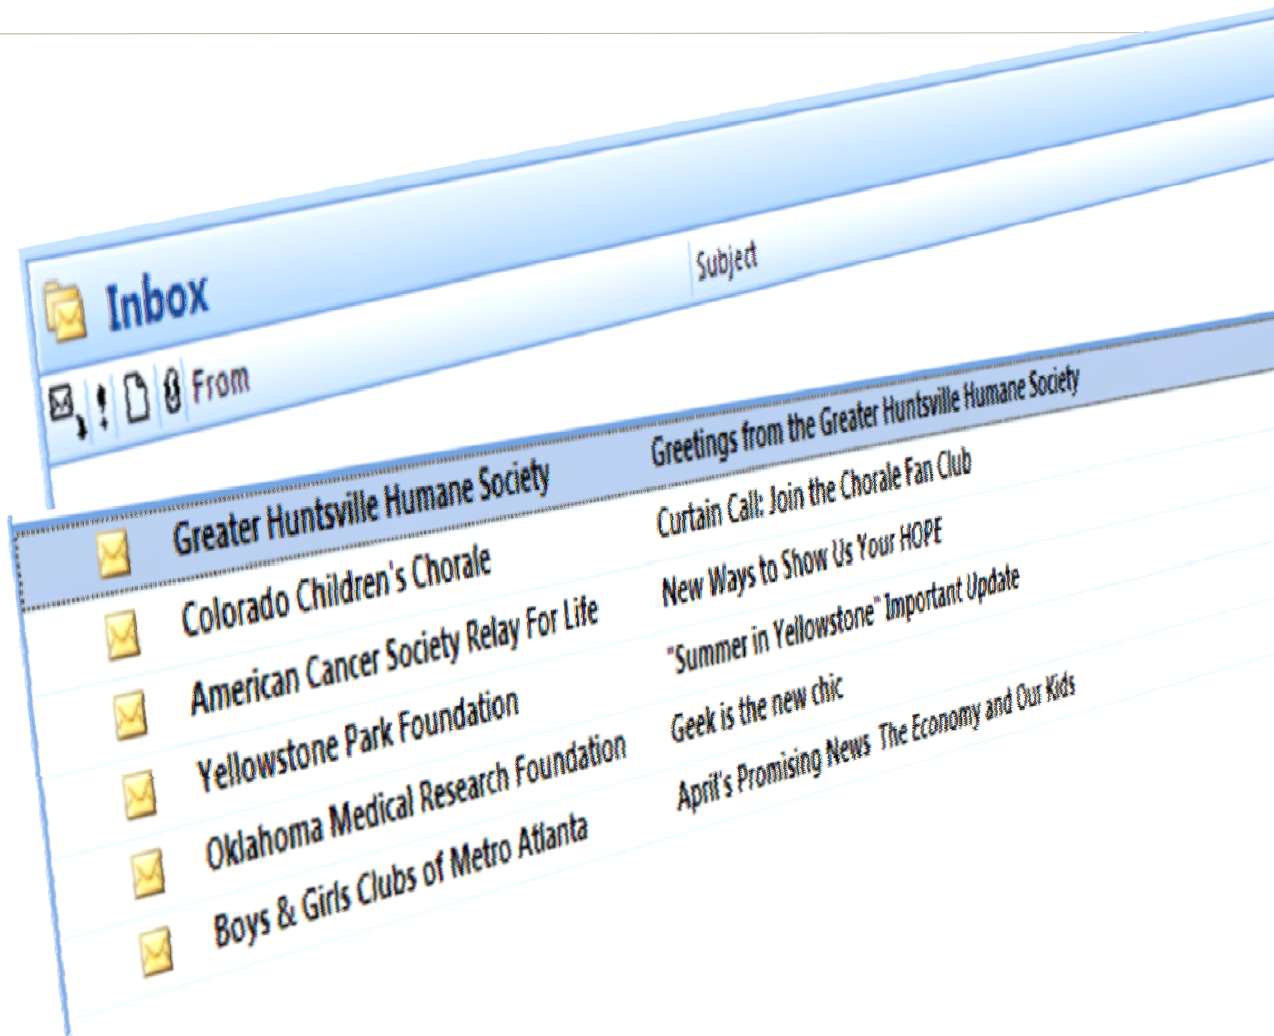 Inbox
From Subject
Greater Huntsville Humane Society Greetings from the Greater Huntsville Humane Society
Colorado Children's Chorale Curtain Call: Join the Chorale Fan Club
American Cancer Society Relay For Life New Ways to Show Us Your HOPE
Yellowstone Park Foundation "Summer in Yellowstone" Important Update
Oklahoma Medical Research Foundation Geek is the new chic
Boys & Girls Clubs of Metro Atlanta April's Promising News The Economy and Our Kids